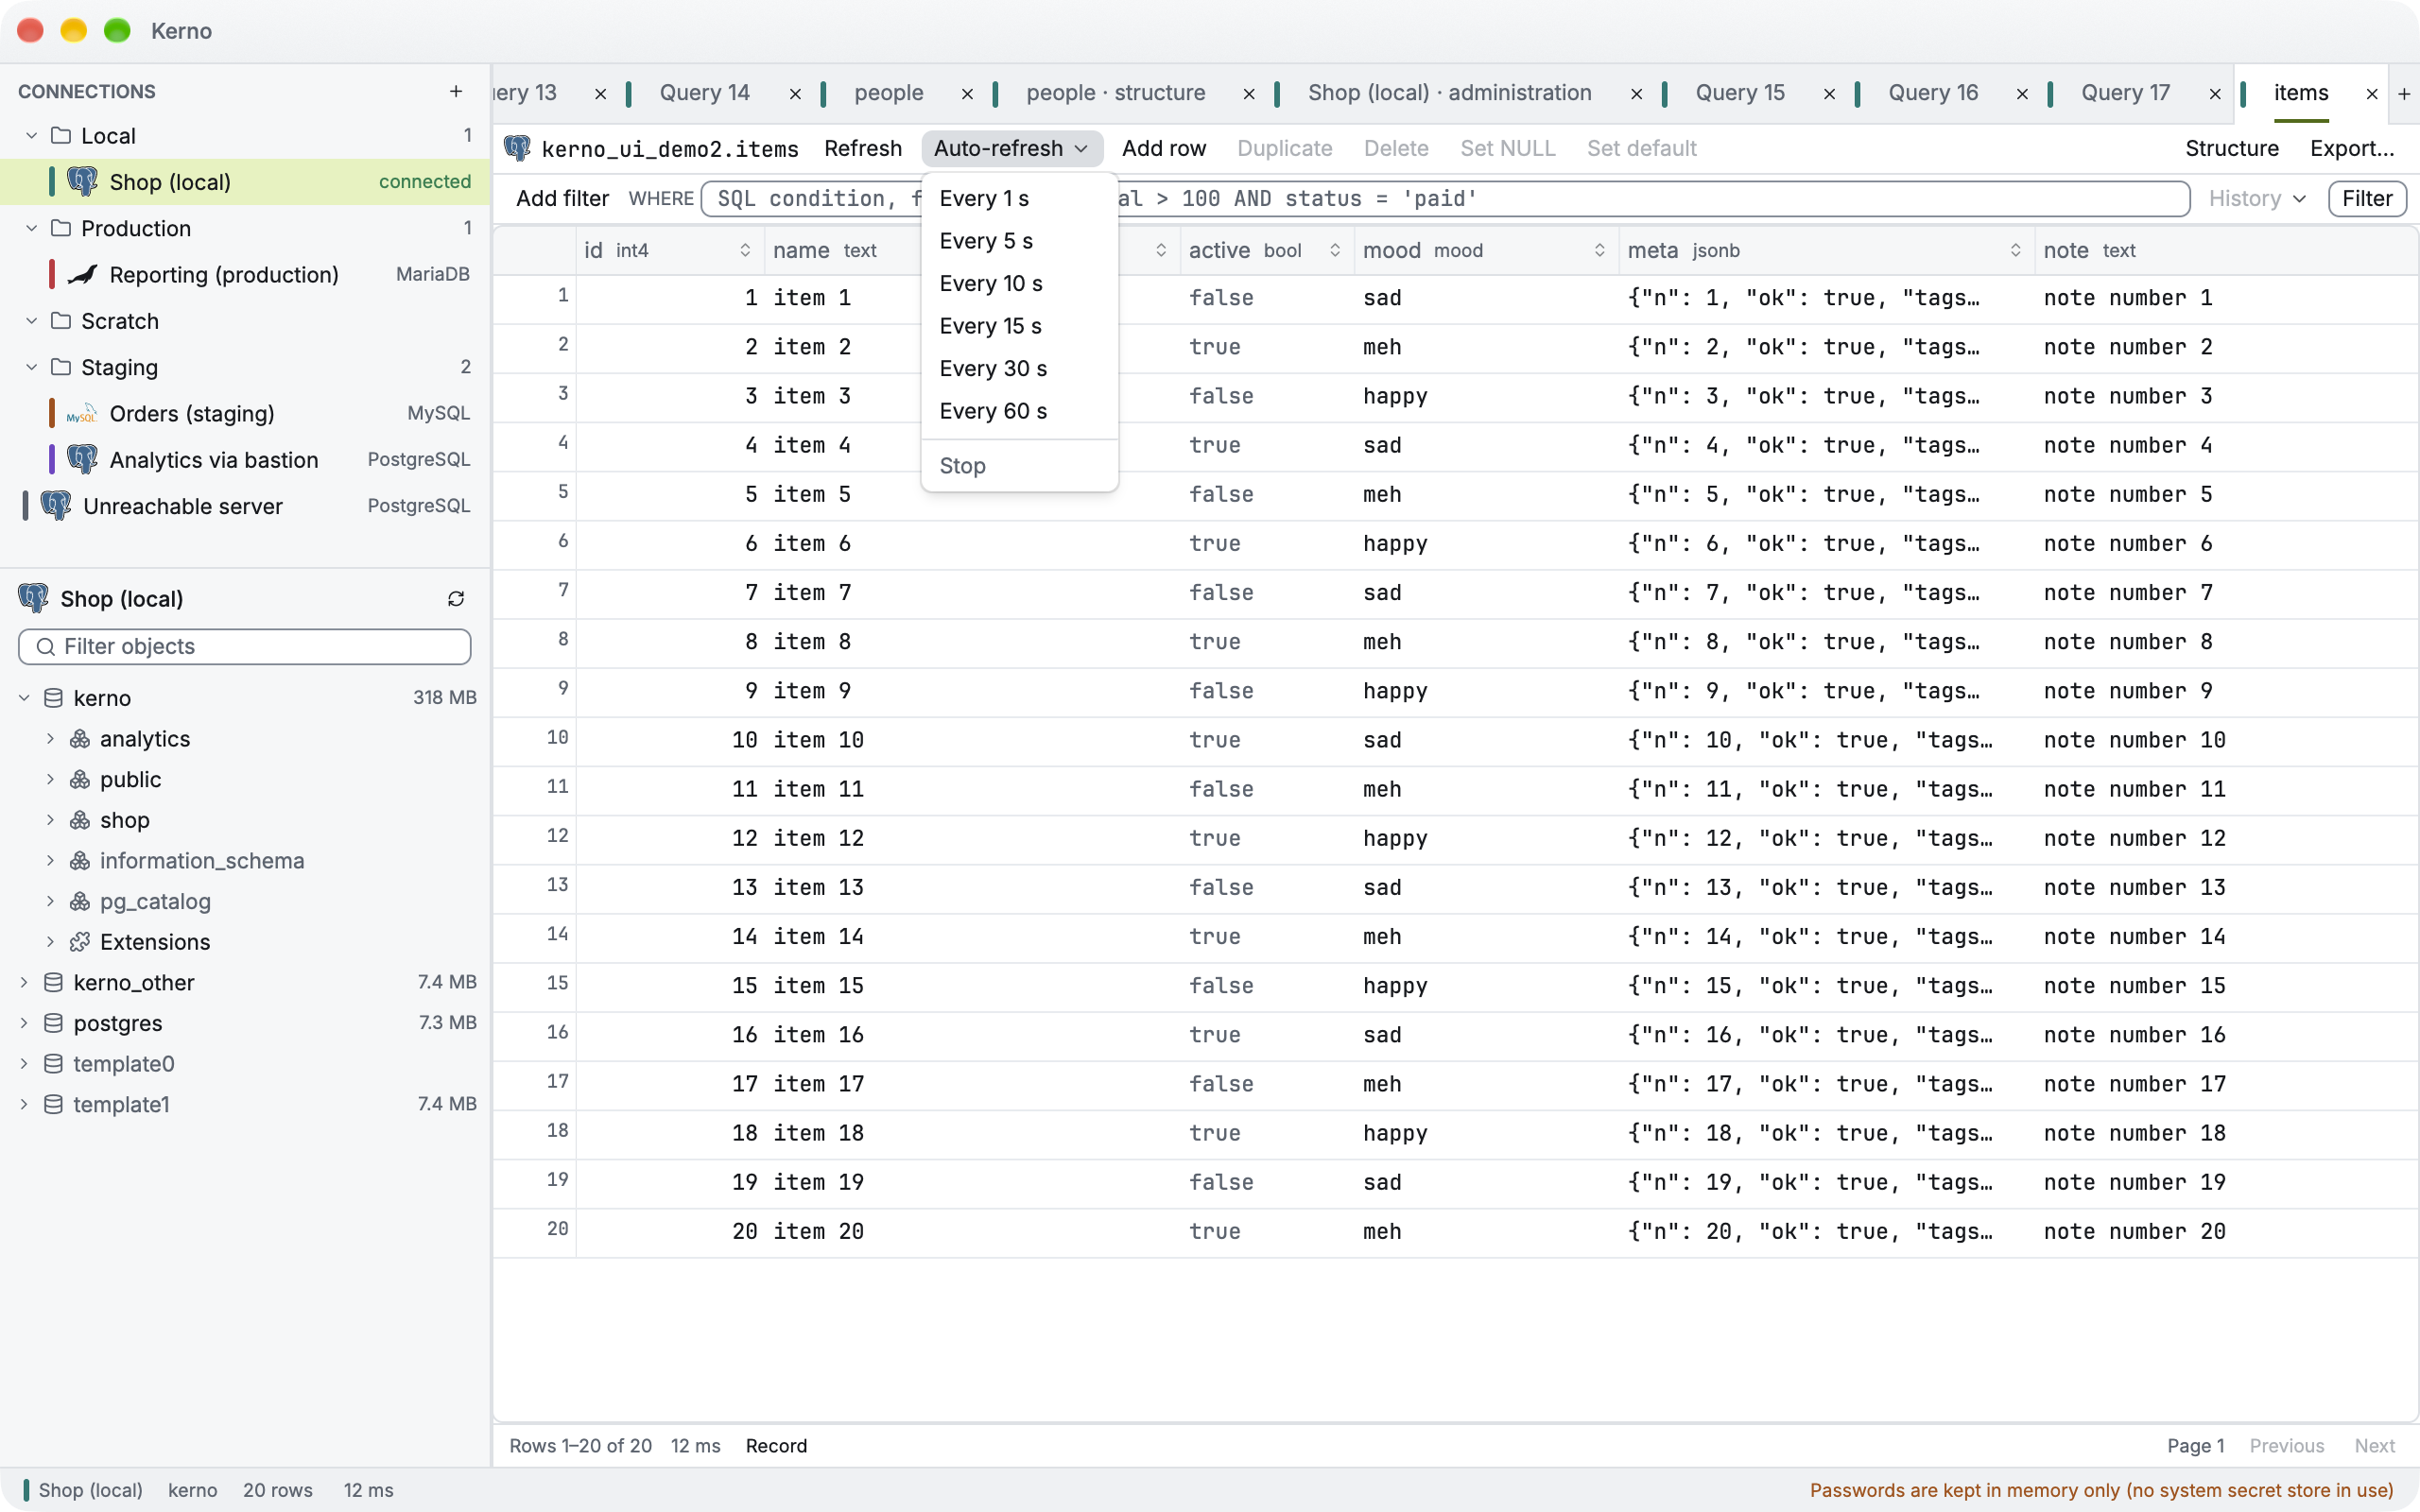 Kerno
CONNECTIONS +
Local 1
Shop (local) connected
Production 1
Reporting (production) MariaDB
Scratch
Staging 2
MySQL Orders (staging) MySQL
Analytics via bastion PostgreSQL
Unreachable server PostgreSQL
Shop (local)
Filter objects
kerno 318 MB
analytics
public
shop
information_schema
pg_catalog
Extensions
kerno_other 7.4 MB
postgres 7.3 MB
template0
template1 7.4 MB
ery 13 × Query 14 × people × people · structure × Shop (local) · administration × Query 15 × Query 16 × Query 17 × items × +
kerno_ui_demo2.items Refresh Auto-refresh Add row Duplicate Delete Set NULL Set default Structure Export...
Add filter WHERE SQL condition, f al > 100 AND status = 'paid' History Filter
Every 1 s
Every 5 s
Every 10 s
Every 15 s
Every 30 s
Every 60 s
Stop
id int4 name text active bool mood mood meta jsonb note text
1 1 item 1 false sad {"n": 1, "ok": true, "tags… note number 1
2 2 item 2 true meh {"n": 2, "ok": true, "tags… note number 2
3 3 item 3 false happy {"n": 3, "ok": true, "tags… note number 3
4 4 item 4 true sad {"n": 4, "ok": true, "tags… note number 4
5 5 item 5 false meh {"n": 5, "ok": true, "tags… note number 5
6 6 item 6 true happy {"n": 6, "ok": true, "tags… note number 6
7 7 item 7 false sad {"n": 7, "ok": true, "tags… note number 7
8 8 item 8 true meh {"n": 8, "ok": true, "tags… note number 8
9 9 item 9 false happy {"n": 9, "ok": true, "tags… note number 9
10 10 item 10 true sad {"n": 10, "ok": true, "tags… note number 10
11 11 item 11 false meh {"n": 11, "ok": true, "tags… note number 11
12 12 item 12 true happy {"n": 12, "ok": true, "tags… note number 12
13 13 item 13 false sad {"n": 13, "ok": true, "tags… note number 13
14 14 item 14 true meh {"n": 14, "ok": true, "tags… note number 14
15 15 item 15 false happy {"n": 15, "ok": true, "tags… note number 15
16 16 item 16 true sad {"n": 16, "ok": true, "tags… note number 16
17 17 item 17 false meh {"n": 17, "ok": true, "tags… note number 17
18 18 item 18 true happy {"n": 18, "ok": true, "tags… note number 18
19 19 item 19 false sad {"n": 19, "ok": true, "tags… note number 19
20 20 item 20 true meh {"n": 20, "ok": true, "tags… note number 20
Rows 1–20 of 20 12 ms Record Page 1 Previous Next
Shop (local) kerno 20 rows 12 ms Passwords are kept in memory only (no system secret store in use)